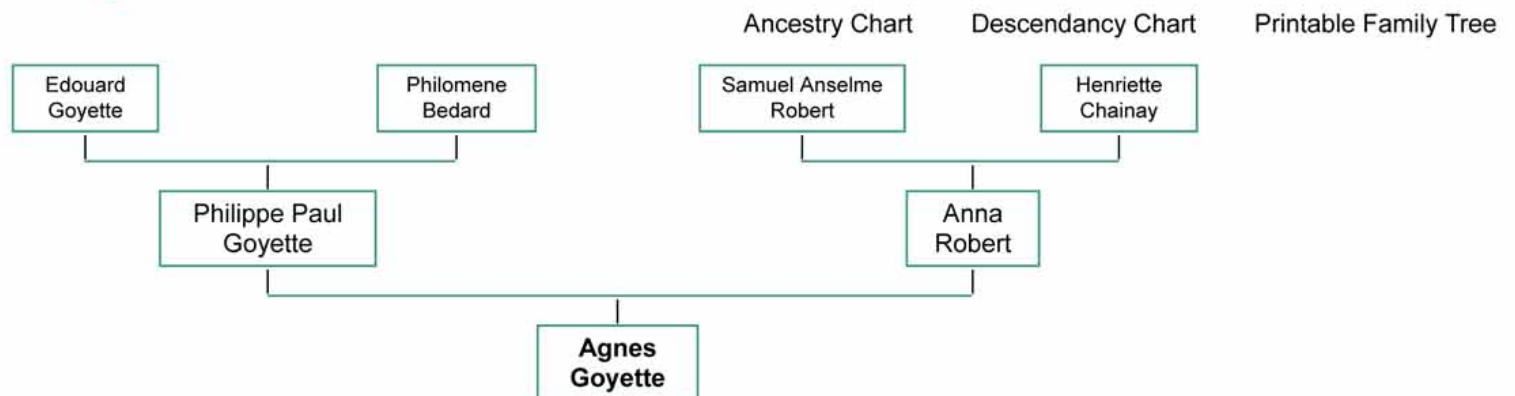 Ancestry Chart Descendancy Chart Printable Family Tree
Edouard
Goyette
Philomene
Bedard
Samuel Anselme
Robert
Henriette
Chainay
Philippe Paul
Goyette
Anna
Robert
Agnes
Goyette